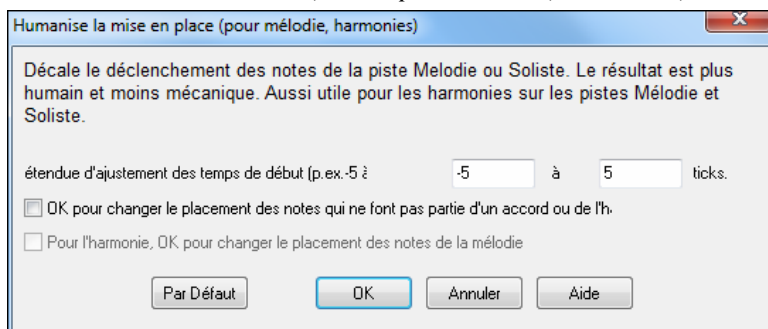 Humanise la mise en place (pour mélodie, harmonies)
Décale le déclenchement des notes de la piste Melodie ou Soliste. Le résultat est plus
humain et moins mécanique. Aussi utile pour les harmonies sur les pistes Mélodie et
Soliste.
étendue d'ajustement des temps de début (p.ex.-5 à -5 à 5 ticks.
OK pour changer le placement des notes qui ne font pas partie d'un accord ou de l'h
Pour l'harmonie, OK pour changer le placement des notes de la mélodie
Par Défaut OK Annuler Aide